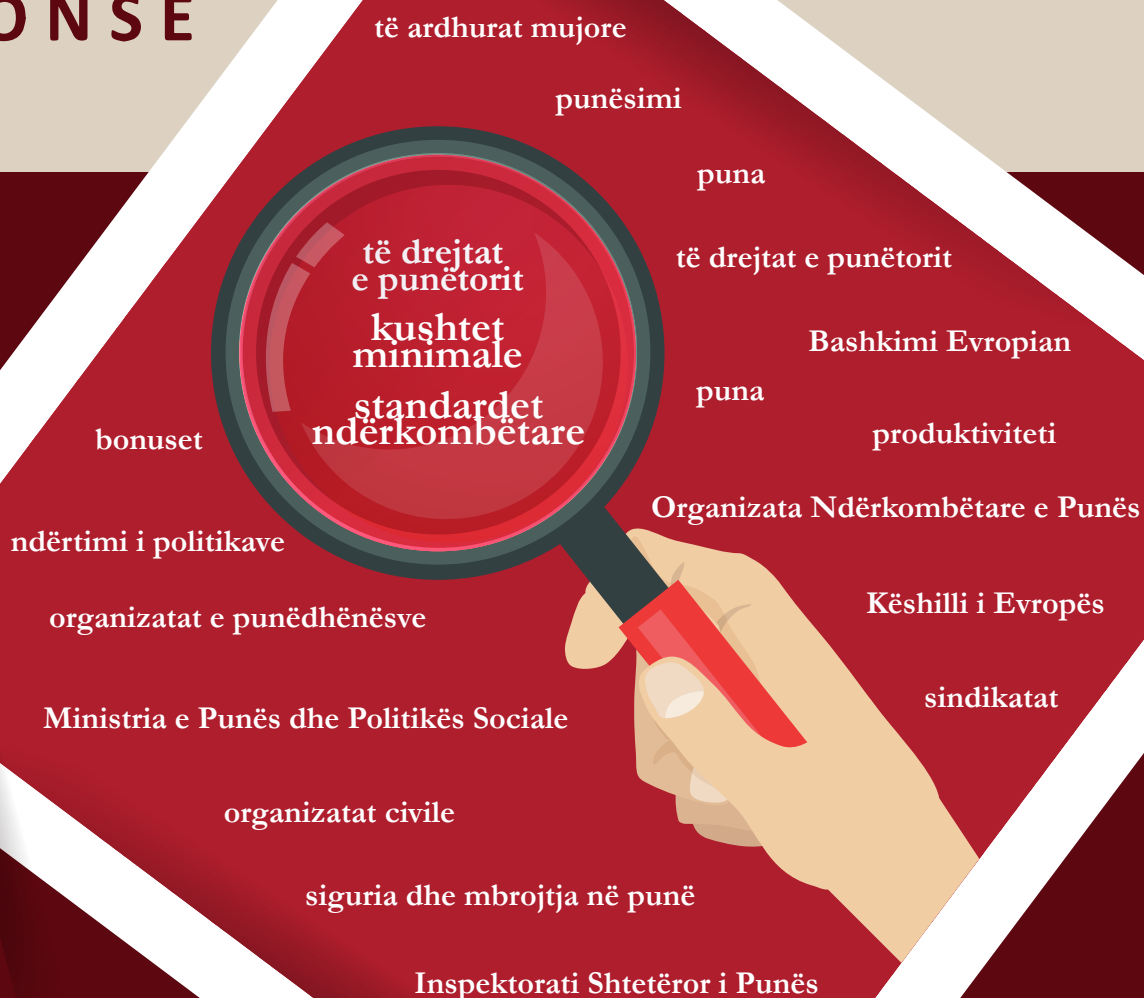 ONSE
të ardhurat mujore
punësimi
puna
të drejtat e punëtorit
Bashkimi Evropian
puna
produktiviteti
Organizata Ndërkombëtare e Punës
Këshilli i Evropës
sindikatat
të drejtat
e punëtorit
kushtet
minimale
standardet
ndërkombëtare
bonuset
ndërtimi i politikave
organizatat e punëdhënësve
Ministria e Punës dhe Politikës Sociale
organizatat civile
siguria dhe mbrojtja në punë
Inspektorati Shtetëror i Punës